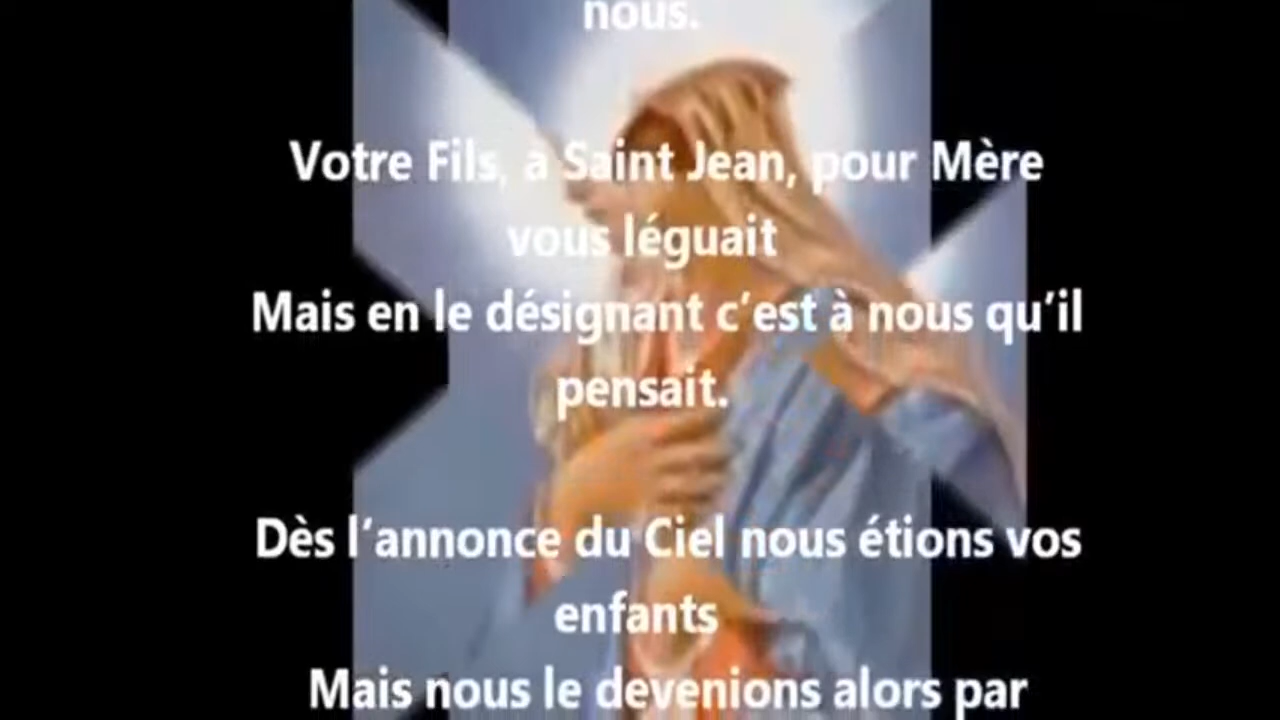 nous.
Votre Fils, à Saint Jean, pour Mère
vous léguait
Mais en le désignant c’est à nous qu’il
pensait.
Dès l’annonce du Ciel nous étions vos
enfants
Mais nous le devenions alors par